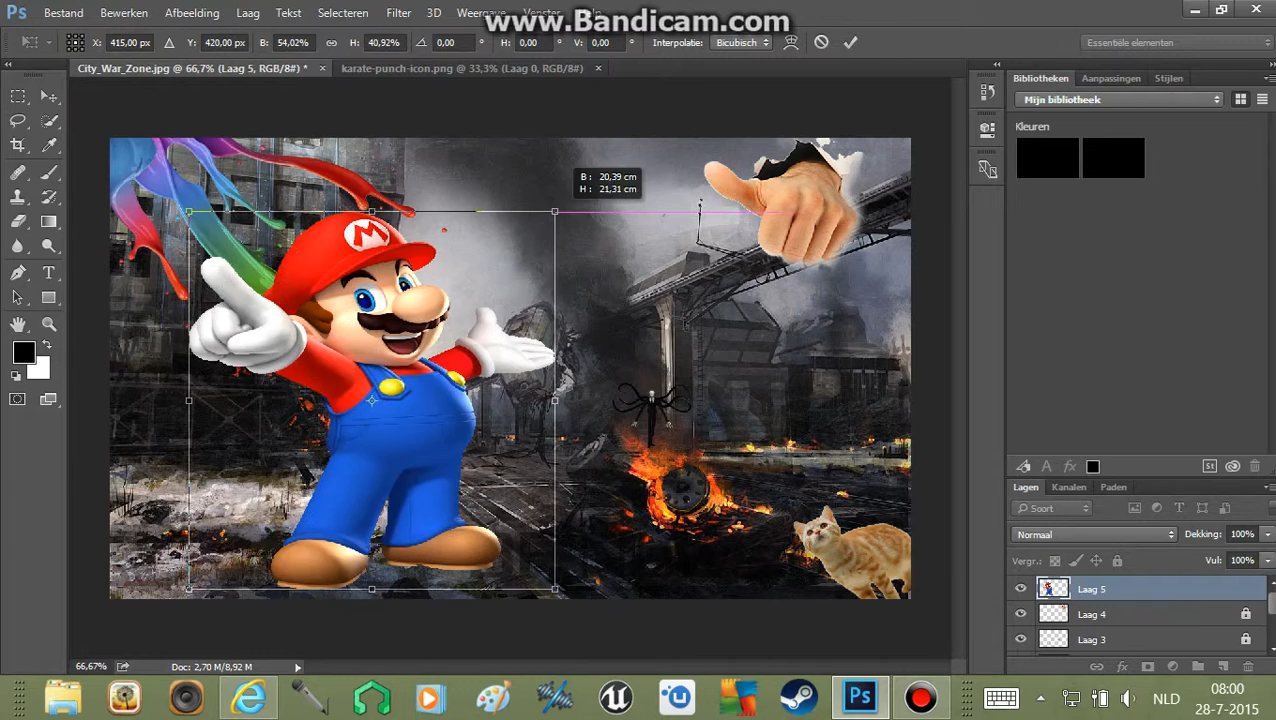 www.Bandicam.com
Ps Bestand Bewerken Afbeelding Laag Tekst Selecteren Filter 3D Weergave Venster
X: 415,00 px Y: 420,00 px B: 54,02% H: 40,92% 0,00 ° H: 0,00 ° V: 0,00 ° Interpolatie: Bicubisch Essentiële elementen
City_War_Zone.jpg @ 66,7% (Laag 5, RGB/8#) * × karate-punch-icon.png @ 33,3% (Laag 0, RGB/8#) ×
Bibliotheken Aanpassingen Stijlen
Mijn bibliotheek
Kleuren
B: 20,39 cm
H: 21,31 cm
M
St
Lagen Kanalen Paden
Soort
Normaal Dekking: 100%
Vergr.: Vul: 100%
Laag 5
Laag 4
Laag 3
66,67% Doc: 2,70 M/8,92 M
Ps NLD 08:00
28-7-2015